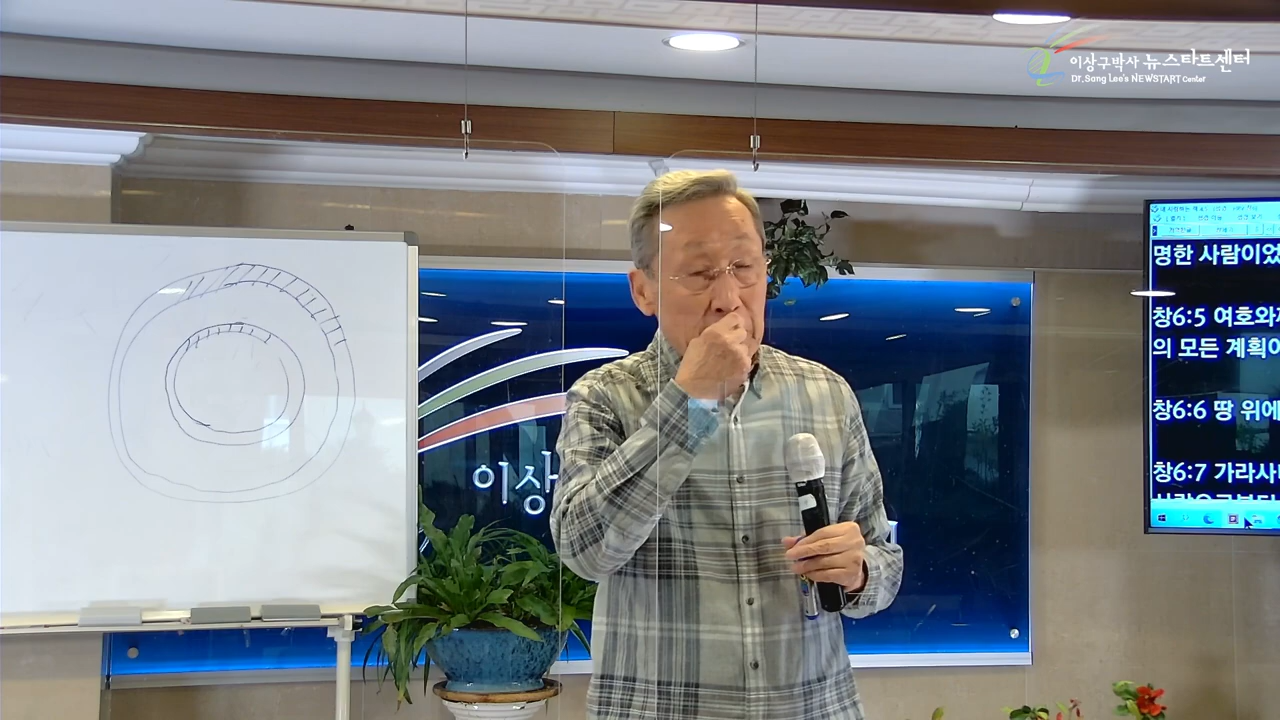 이상구박사 뉴스타트센터
Dr.Sang Lee's NEWSTART Center
명한 사람이었
창6:5 여호와
의 모든 계획이
창6:6 땅 위에
창6:7 가라사
이상